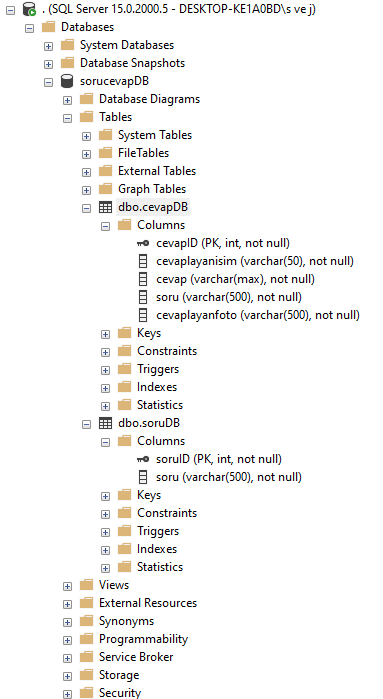 . (SQL Server 15.0.2000.5 - DESKTOP-KE1A0BD\s ve j)
Databases
System Databases
Database Snapshots
sorucevapDB
Database Diagrams
Tables
System Tables
FileTables
External Tables
Graph Tables
dbo.cevapDB
Columns
cevapID (PK, int, not null)
cevaplayanisim (varchar(50), not null)
cevap (varchar(max), not null)
soru (varchar(500), not null)
cevaplayanfoto (varchar(500), not null)
Keys
Constraints
Triggers
Indexes
Statistics
dbo.soruDB
Columns
soruID (PK, int, not null)
soru (varchar(500), not null)
Keys
Constraints
Triggers
Indexes
Statistics
Views
External Resources
Synonyms
Programmability
Service Broker
Storage
Security